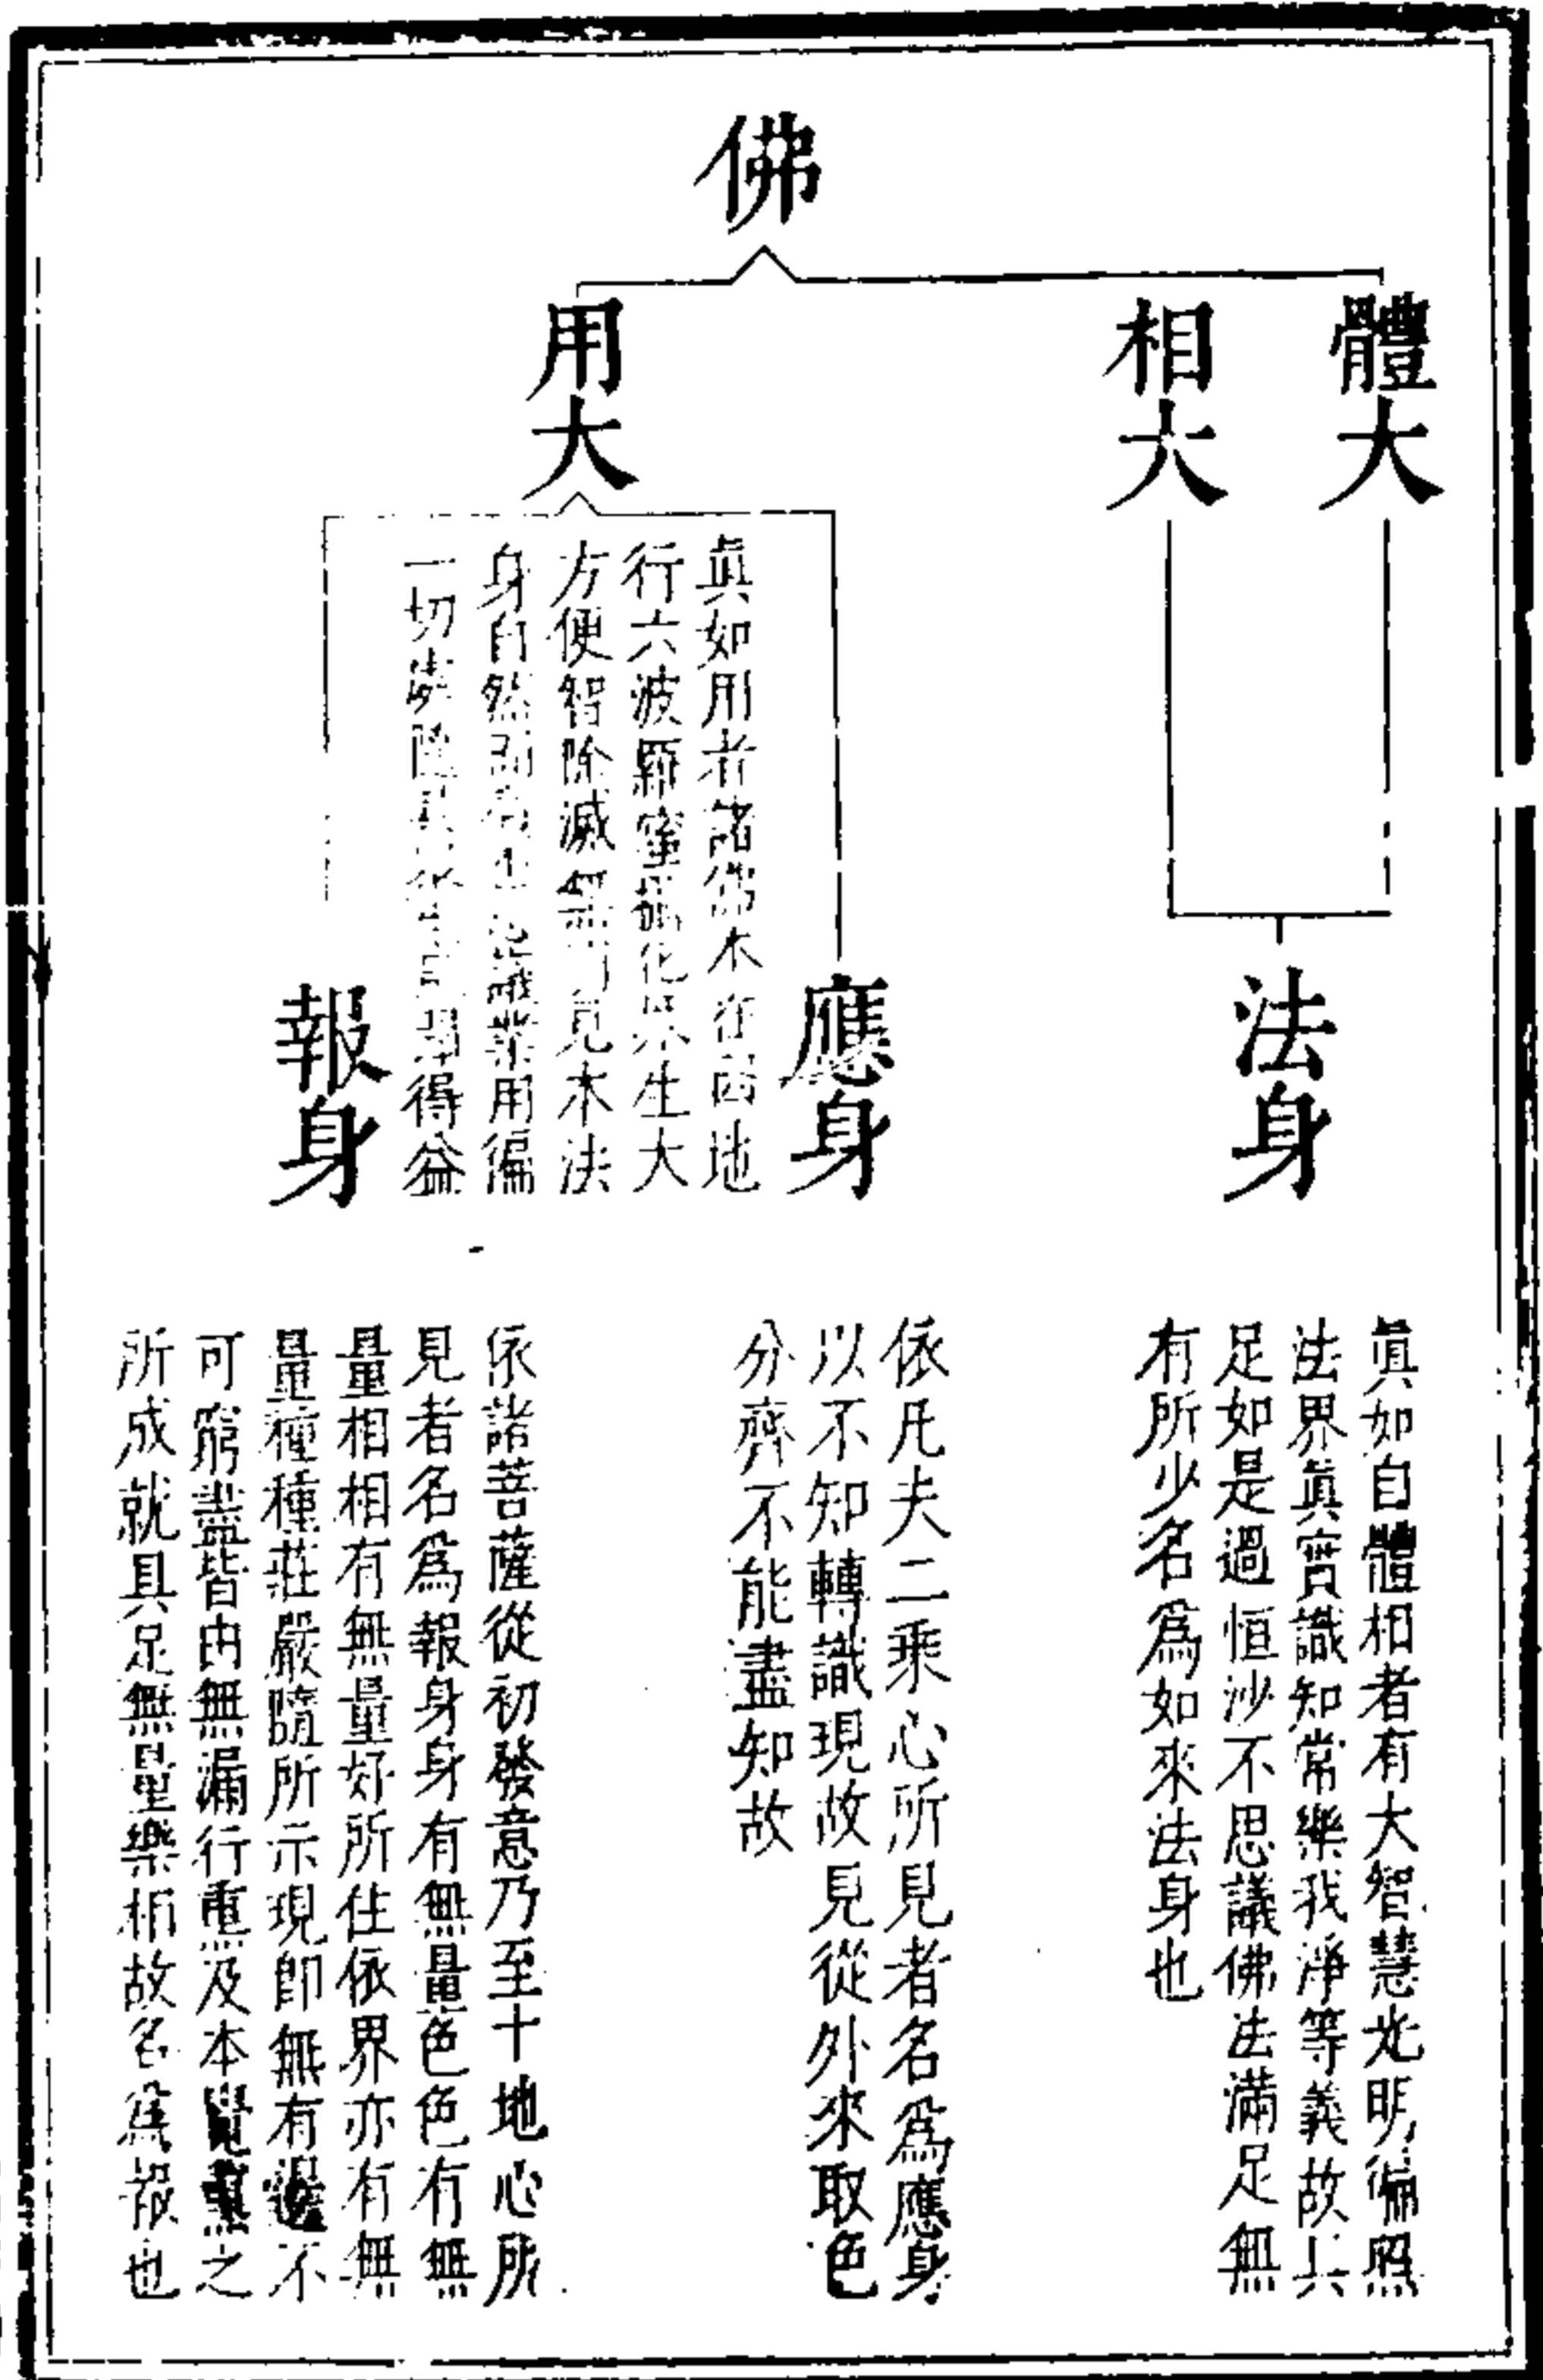 佛
體大
相大
用大
法身
應身
眞如用者諸佛本在因地
行六波羅蜜攝化眾生大
方便智除滅無明見本法
身自然 識業用徧
一切 得益
報身
眞如自體相者有大智慧光明徧照
法界眞實識知常樂我淨等義故具
足如是過恒沙不思議佛法滿足無
有所少名爲如來法身也
依凡夫二乘心所見者名爲應身
以不知轉識現故見從外來取色
分齊不能盡知故
依諸菩薩從初發意乃至十地心所
見者名爲報身身有無量色色有無
量相相有無量好所住依界亦有無
量種種莊嚴隨所示現卽無有邊不
可窮盡皆由無漏行熏及本覺熏之
所成就具足無量樂相故名爲報也